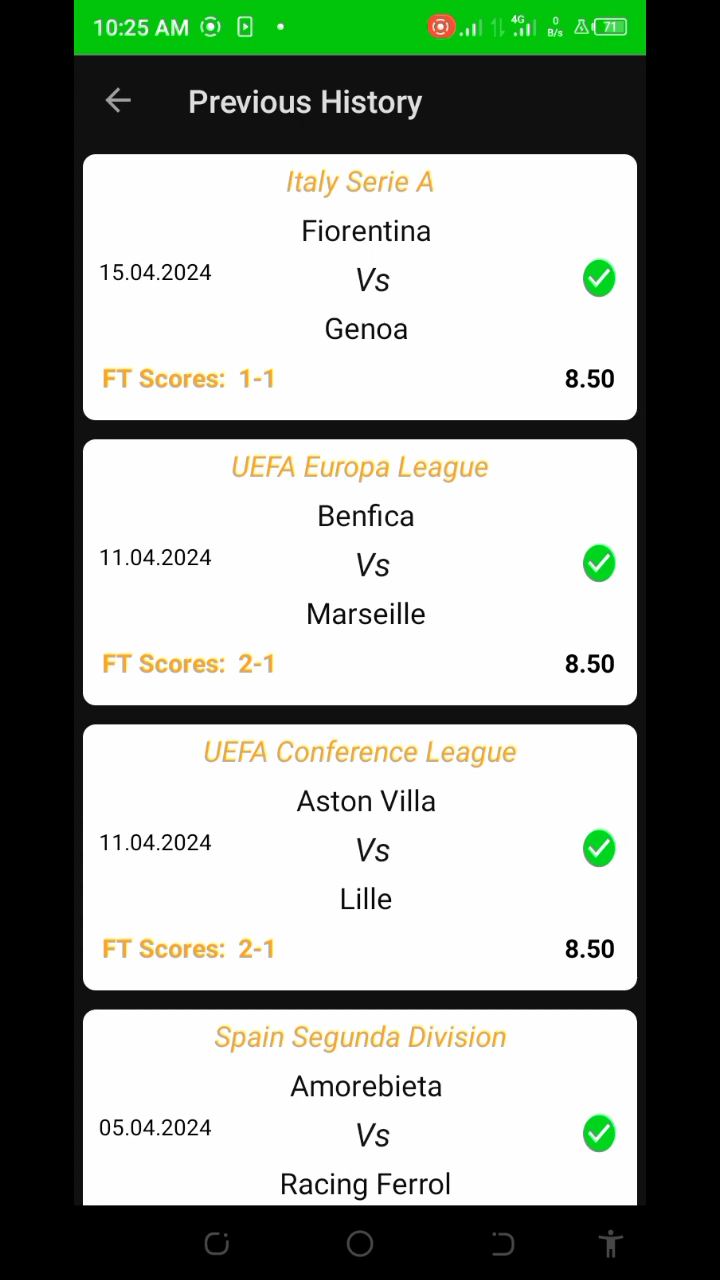 10:25 AM 4G 0 B/s 71
Previous History
Italy Serie A
Fiorentina
15.04.2024 Vs
Genoa
FT Scores: 1-1 8.50
UEFA Europa League
Benfica
11.04.2024 Vs
Marseille
FT Scores: 2-1 8.50
UEFA Conference League
Aston Villa
11.04.2024 Vs
Lille
FT Scores: 2-1 8.50
Spain Segunda Division
Amorebieta
05.04.2024 Vs
Racing Ferrol